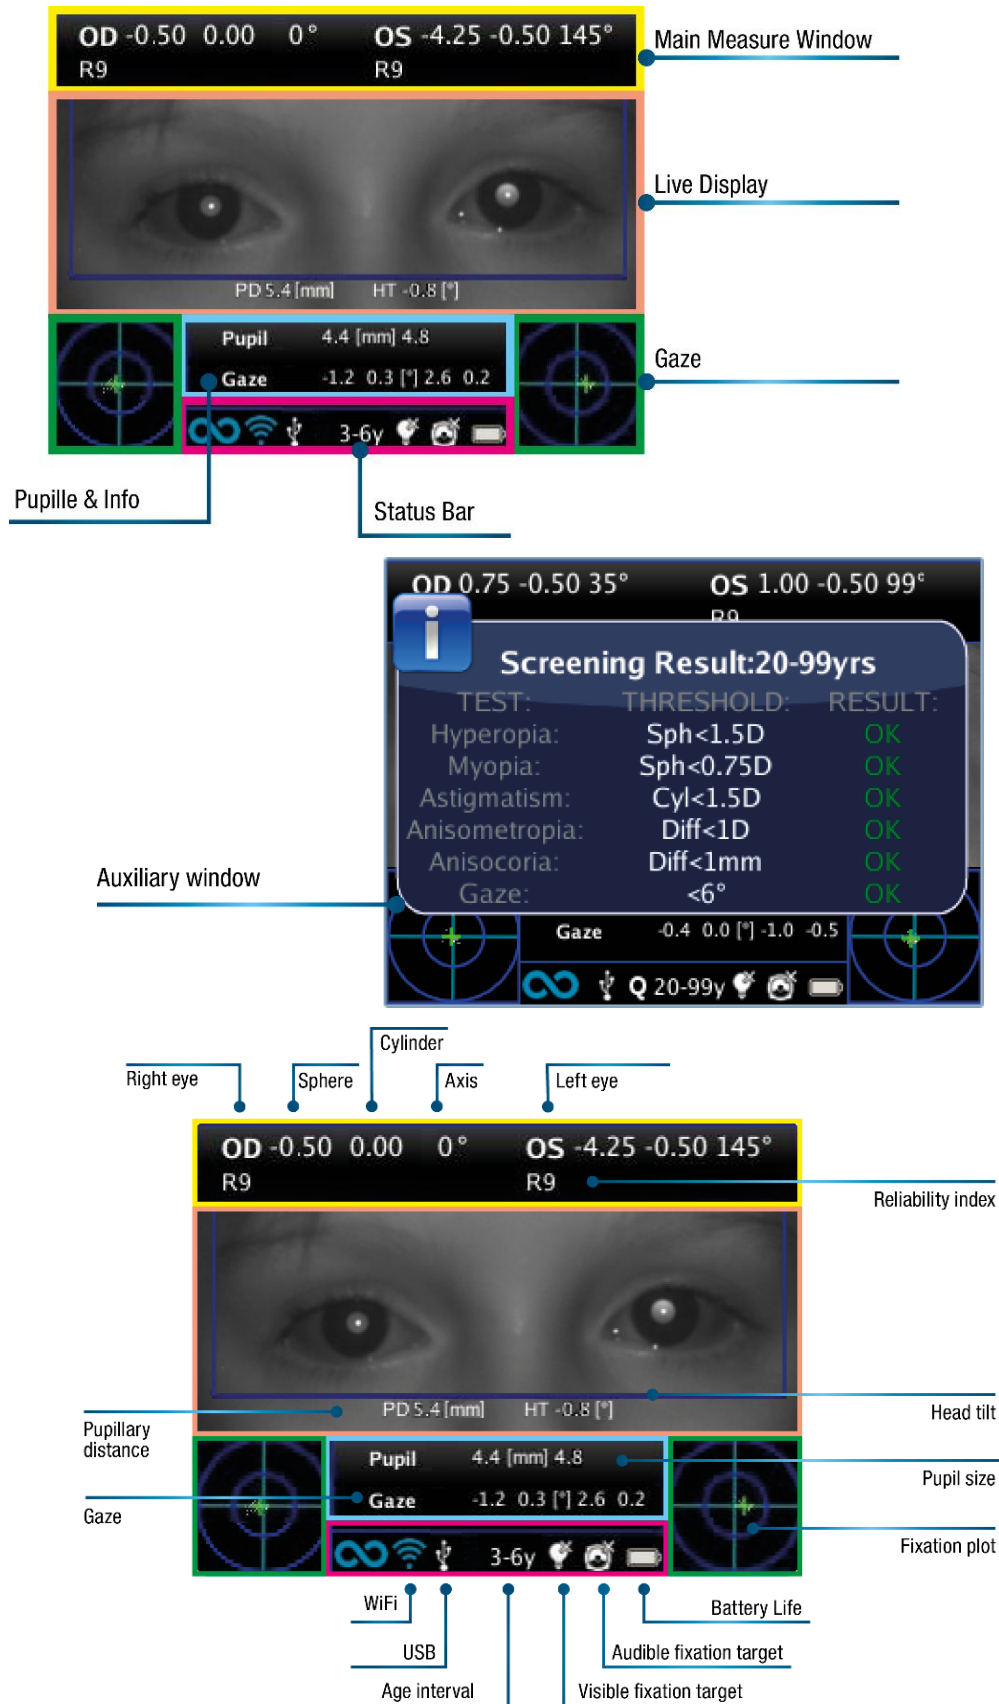 OD -0.50 0.00 0° OS -4.25 -0.50 145°
R9 R9
Main Measure Window
Live Display
PD 5.4 [mm] HT -0.8 [°]
Pupil 4.4 [mm] 4.8
Gaze -1.2 0.3 [°] 2.6 0.2
Gaze
3-6y
Pupille & Info
Status Bar
OD 0.75 -0.50 35° OS 1.00 -0.50 99°
R9
i
Screening Result:20-99yrs
TEST: THRESHOLD: RESULT:
Hyperopia: Sph<1.5D OK
Myopia: Sph<0.75D OK
Astigmatism: Cyl<1.5D OK
Anisometropia: Diff<1D OK
Anisocoria: Diff<1mm OK
Gaze: <6° OK
Auxiliary window
Gaze -0.4 0.0 [°] -1.0 -0.5
Q 20-99y
Cylinder
Right eye Sphere Axis Left eye
OD -0.50 0.00 0° OS -4.25 -0.50 145°
R9 R9
Reliability index
PD 5.4 [mm] HT -0.8 [°]
Head tilt
Pupillary
distance
Pupil 4.4 [mm] 4.8
Pupil size
Gaze -1.2 0.3 [°] 2.6 0.2
Gaze
Fixation plot
3-6y
WiFi
Battery Life
USB
Audible fixation target
Age interval
Visible fixation target